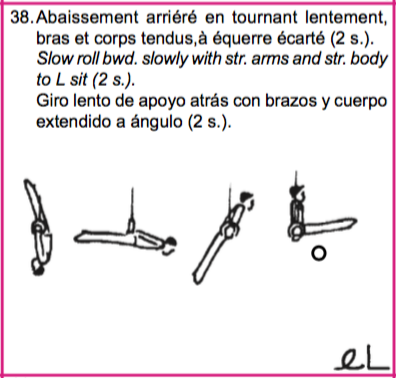 38. Abaissement arriéré en tournant lentement,
bras et corps tendus,à équerre écarté (2 s.).
Slow roll bwd. slowly with str. arms and str. body
to L sit (2 s.).
Giro lento de apoyo atrás con brazos y cuerpo
extendido a ángulo (2 s.).
eL